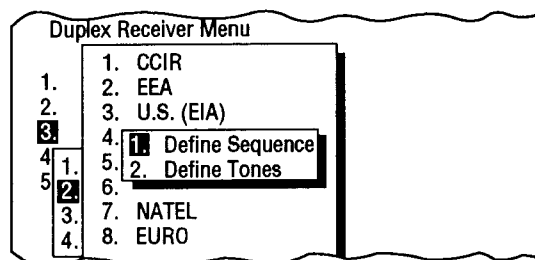 Duplex Receiver Menu
1.
2.
3.
4
5
1.
2.
3.
4.
1. CCIR
2. EEA
3. U.S. (EIA)
4.
5.
6.
7. NATEL
8. EURO
1. Define Sequence
2. Define Tones